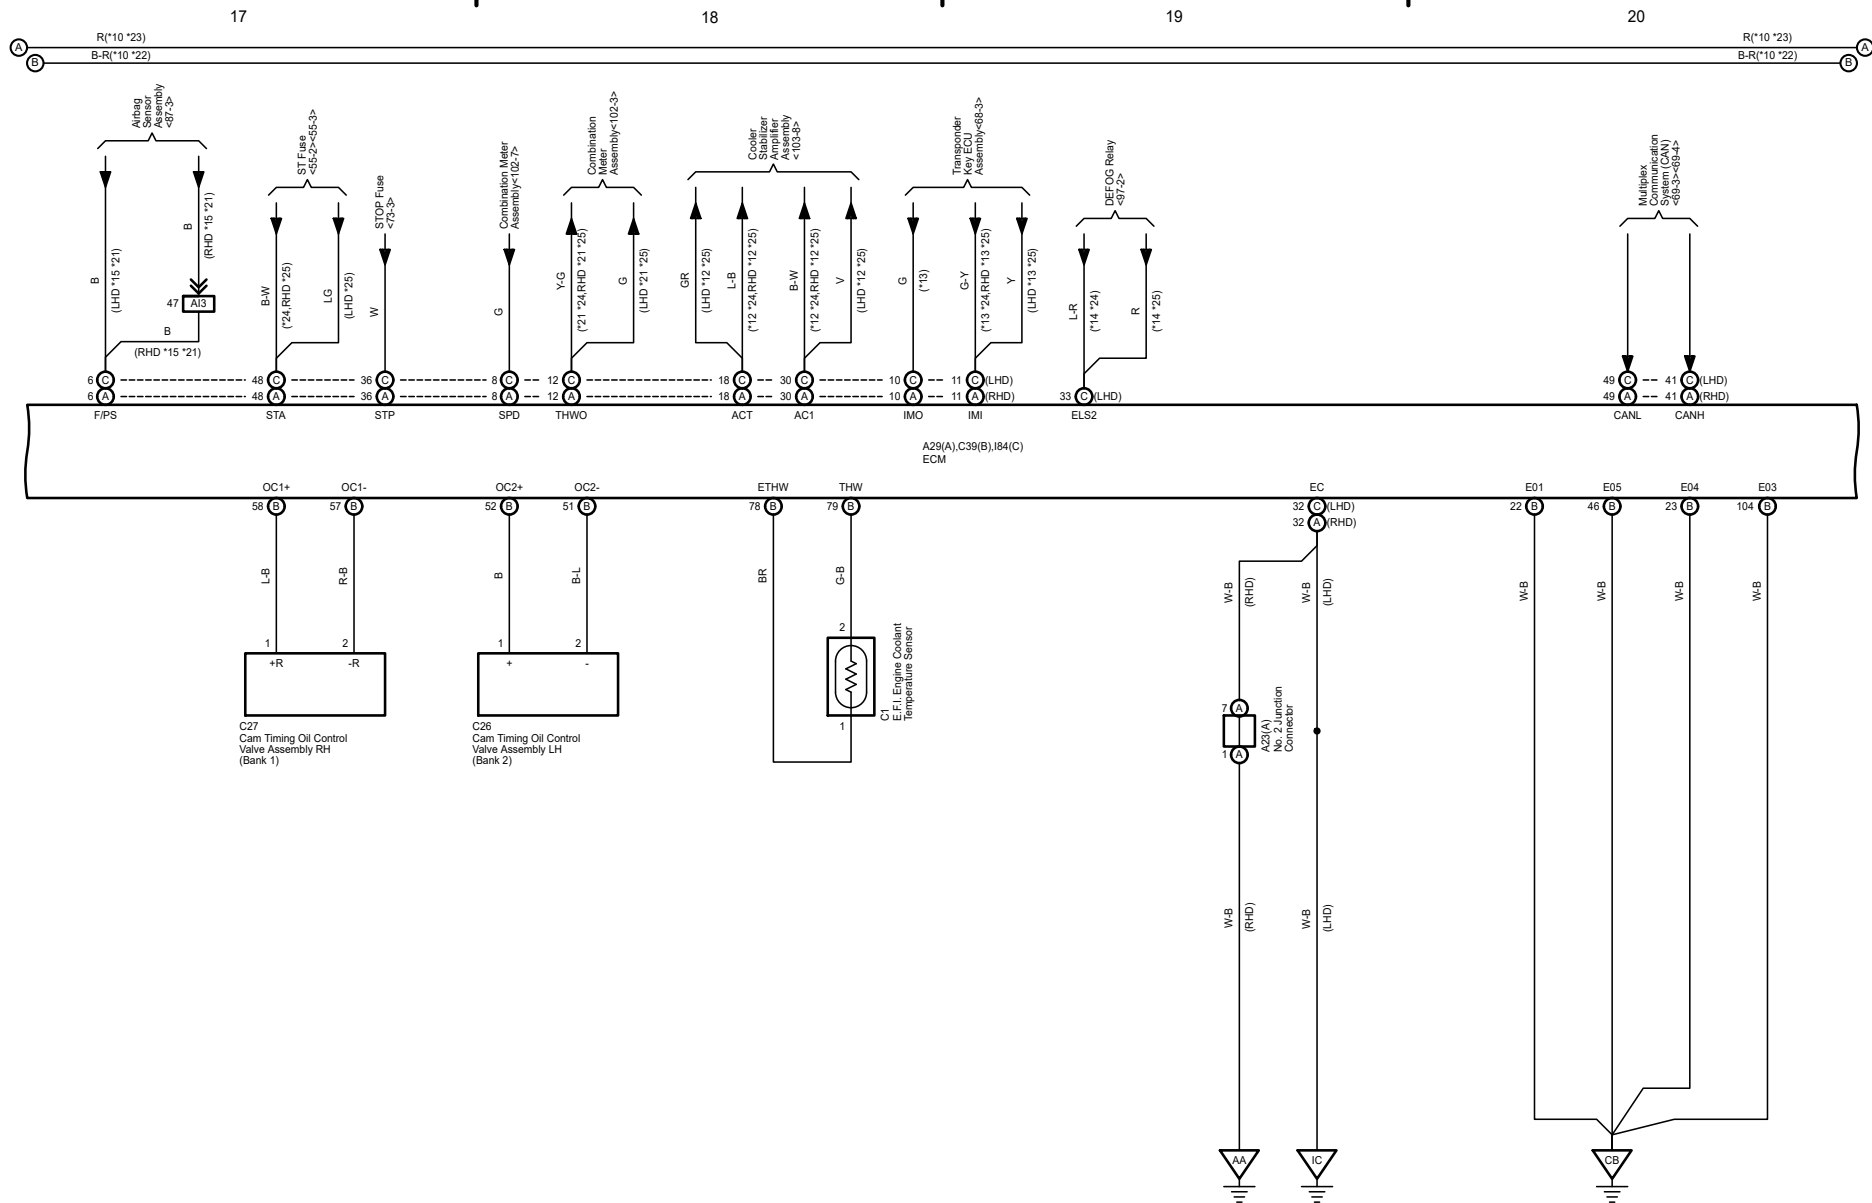 17
18
19
20
A
R(*10 *23)
R(*10 *23)
A
B
B-R(*10 *22)
B-R(*10 *22)
B
Airbag
Sensor
Assembly
<87-3>
ST Fuse
<55-2><55-3>
STOP Fuse
<73-3>
Combination Meter
Assembly<102-7>
Combination
Meter
Assembly<102-3>
Cooler
Stabilizer
Amplifier
Assembly
<103-8>
Transponder
Key ECU
Assembly<68-3>
DEFOG Relay
<97-2>
Multiplex
Communication
System (CAN)
<69-3><69-4>
B
(LHD *15 *21)
B
(RHD *15 *21)
47 AI3
B
(RHD *15 *21)
B-W
(*24,RHD *25)
LG
(LHD *25)
W
G
Y-G
(*21 *24,RHD *21 *25)
G
(LHD *21 *25)
GR
(LHD *12 *25)
L-B
(*12 *24,RHD *12 *25)
B-W
(*12 *24,RHD *12 *25)
V
(LHD *12 *25)
G
(*13)
G-Y
(*13 *24,RHD *13 *25)
Y
(LHD *13 *25)
L-R
(*14 *24)
R
(*14 *25)
6 C 48 C 36 C 8 C 12 C 18 C 30 C 10 C 11 C (LHD) 49 C 41 C (LHD)
6 A 48 A 36 A 8 A 12 A 18 A 30 A 10 A 11 A (RHD) 33 C (LHD) 49 A 41 A (RHD)
F/PS STA STP SPD THWO ACT AC1 IMO IMI ELS2 CANL CANH
A29(A),C39(B),I84(C)
ECM
OC1+ OC1- OC2+ OC2- ETHW THW EC E01 E05 E04 E03
58 B 57 B 52 B 51 B 78 B 79 B 32 C (LHD) 22 B 46 B 23 B 104 B
32 A (RHD)
L-B
R-B
B
B-L
BR
G-B
W-B
(RHD)
W-B
(LHD)
W-B
W-B
W-B
W-B
1 2
+R -R
C27
Cam Timing Oil Control
Valve Assembly RH
(Bank 1)
1 2
+ -
C26
Cam Timing Oil Control
Valve Assembly LH
(Bank 2)
2
1
C1
E.F.I. Engine Coolant
Temperature Sensor
7 A
1 A
A23(A)
No. 2 Junction
Connector
W-B
(RHD)
W-B
(LHD)
AA
IC
CB